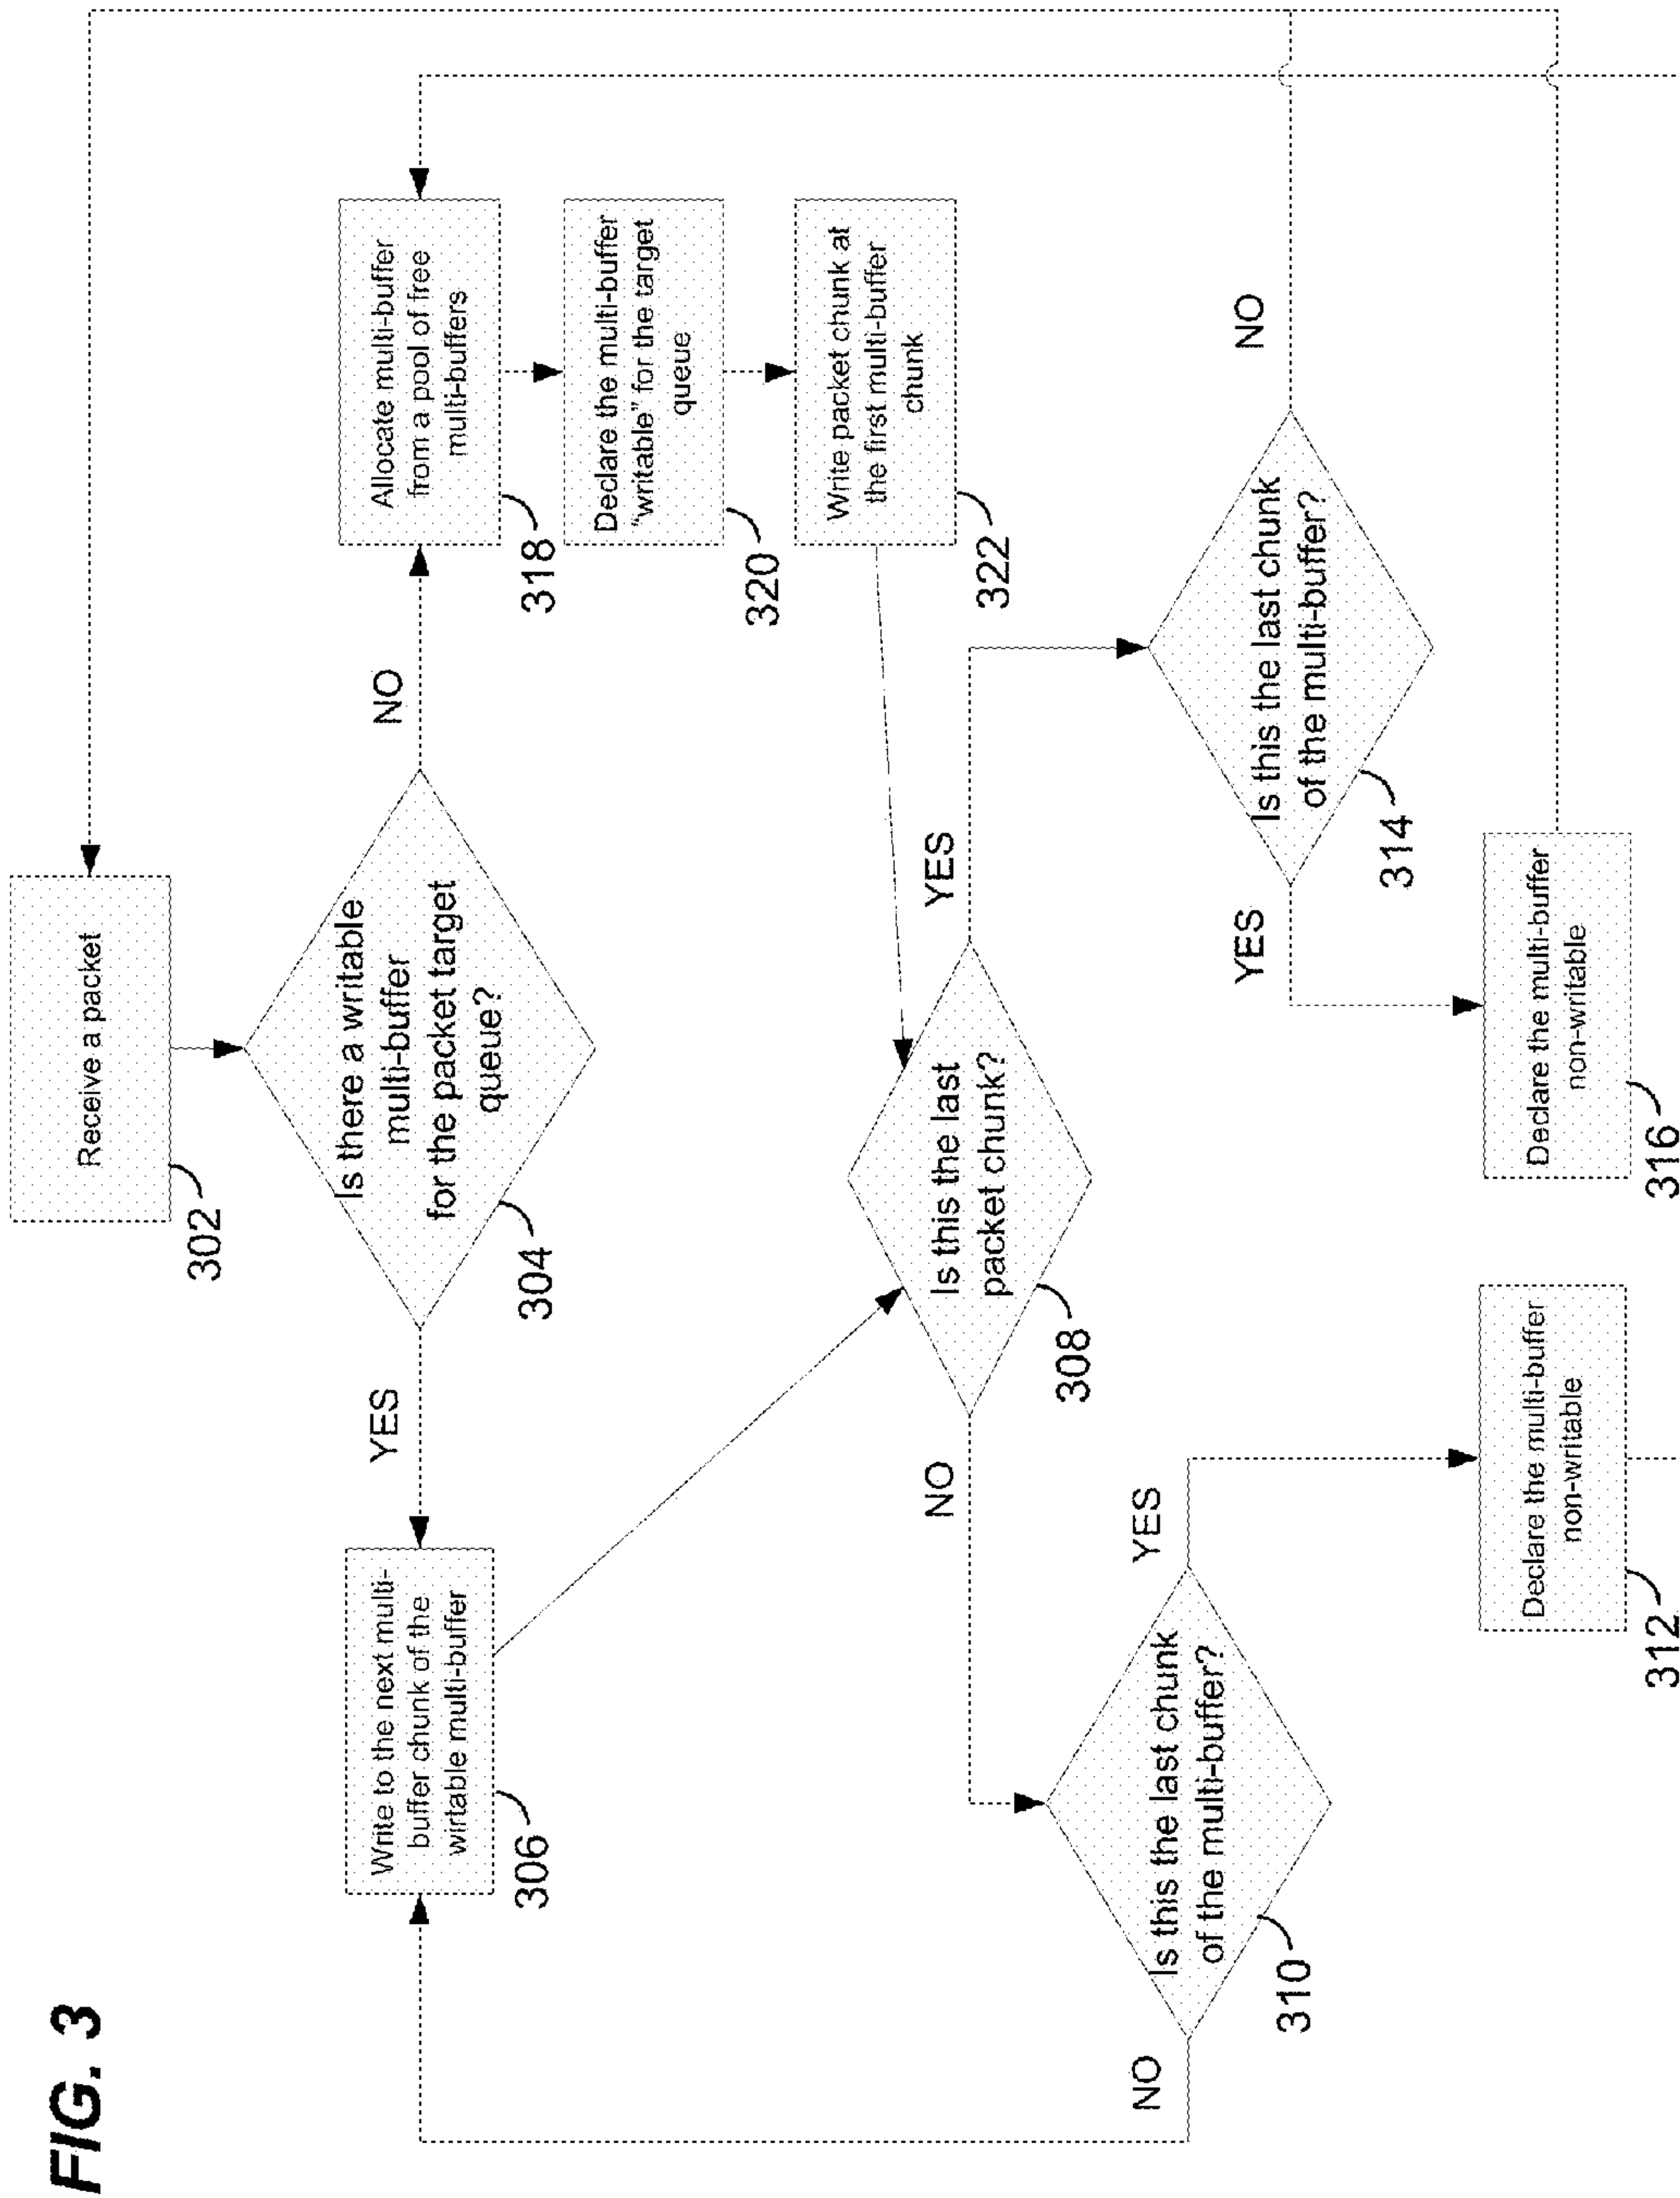 FIG. 3
Receive a packet
302
Is there a writable
multi-buffer
for the packet target
queue?
304
YES
NO
Write to the next multi-
buffer chunk of the
wirtable multi-buffer
306
Allocate multi-buffer
from a pool of free
multi-buffers
318
Declare the multi-buffer
"writable" for the target
queue
320
Write packet chunk at
the first multi-buffer
chunk
322
Is this the last
packet chunk?
308
NO
YES
Is this the last chunk
of the multi-buffer?
310
NO
YES
Is this the last chunk
of the multi-buffer?
314
YES
NO
Declare the multi-buffer
non-writable
312
Declare the multi-buffer
non-writable
316